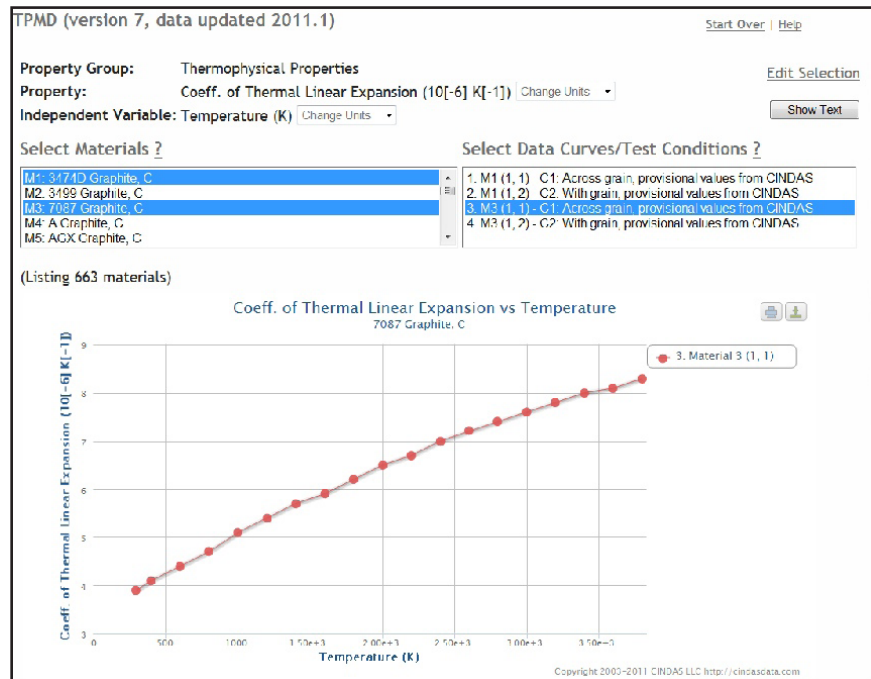 TPMD (version 7, data updated 2011.1)
Start Over | Help
Property Group: Thermophysical Properties
Edit Selection
Property: Coeff. of Thermal Linear Expansion (10[-6] K[-1]) Change Units
Independent Variable: Temperature (K) Change Units
Show Text
Select Materials ?
Select Data Curves/Test Conditions ?
M1: 3474D Graphite, C
M2: 3499 Graphite, C
M3: 7087 Graphite, C
M4: A Graphite, C
M5: AGX Graphite, C
1. M1 (1, 1) - C1: Across grain, provisional values from CINDAS
2. M1 (1, 2) - C2: With grain, provisional values from CINDAS
3. M3 (1, 1) - C1: Across grain, provisional values from CINDAS
4. M3 (1, 2) - C2: With grain, provisional values from CINDAS
(Listing 663 materials)
Coeff. of Thermal Linear Expansion vs Temperature
7087 Graphite, C
Coeff. of Thermal Linear Expansion (10[-6] K[-1])
9
8
7
6
5
4
3
3. Material 3 (1, 1)
0 500 1000 1.50e+3 2.00e+3 2.50e+3 3.00e+3 3.50e+3
Temperature (K)
Copyright 2003-2011 CINDAS LLC http://cindasdata.com